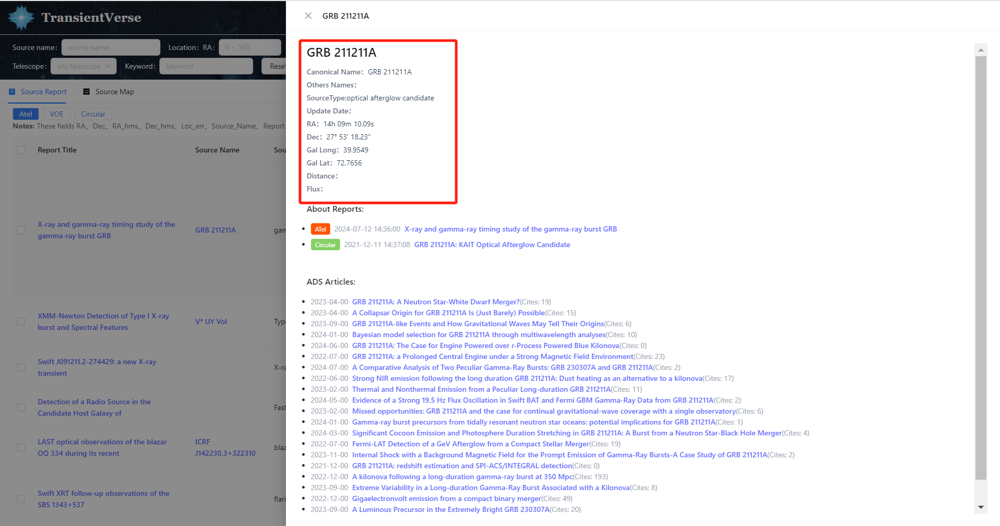 TransientVerse
Source name: source name Location: RA: 0 ~ 360
Telescope: any telescope Keyword: keyword Reset
Source Report Source Map
Atel VOE Circular
Notes: These fields RA、Dec、RA_hms、Dec_hms、Loc_err、Source_Name、Report
Report Title Source Name Sou
X-ray and gamma-ray timing study of the
gamma-ray burst GRB
GRB 211211A
gam
XMM-Newton Detection of Type I X-ray
burst and Spectral Features
V* UY Vol
Type
Swift J091211.2-274429: a new X-ray
transient
X-ra
Detection of a Radio Source in the
Candidate Host Galaxy of
Fast
LAST optical observations of the blazar
OQ 334 during its recent
ICRF
J142230.3+322310
blaz
Swift XRT follow-up observations of the
SBS 1343+537
flari
GRB 211211A
GRB 211211A
Canonical Name: GRB 211211A
Others Names:
SourceType:optical afterglow candidate
Update Date:
RA: 14h 09m 10.09s
Dec: 27° 53' 18.23"
Gal Long: 39.9549
Gal Lat: 72.7656
Distance:
Flux:
About Reports:
ATel 2024-07-12 14:36:00 X-ray and gamma-ray timing study of the gamma-ray burst GRB
Circular 2021-12-11 14:37:08 GRB 211211A: KAIT Optical Afterglow Candidate
ADS Articles:
2023-04-00 GRB 211211A: A Neutron Star-White Dwarf Merger?(Cites: 19)
2023-04-00 A Collapsar Origin for GRB 211211A Is (Just Barely) Possible(Cites: 15)
2023-09-00 GRB 211211A-like Events and How Gravitational Waves May Tell Their Origins(Cites: 6)
2024-01-00 Bayesian model selection for GRB 211211A through multiwavelength analyses(Cites: 10)
2024-06-00 GRB 211211A: The Case for Engine Powered over r-Process Powered Blue Kilonova(Cites: 0)
2022-07-00 GRB 211211A: a Prolonged Central Engine under a Strong Magnetic Field Environment(Cites: 23)
2024-07-00 A Comparative Analysis of Two Peculiar Gamma-Ray Bursts: GRB 230307A and GRB 211211A(Cites: 2)
2022-06-00 Strong NIR emission following the long duration GRB 211211A: Dust heating as an alternative to a kilonova(Cites: 17)
2023-02-00 Thermal and Nonthermal Emission from a Peculiar Long-duration GRB 211211A(Cites: 11)
2024-05-00 Evidence of a Strong 19.5 Hz Flux Oscillation in Swift BAT and Fermi GBM Gamma-Ray Data from GRB 211211A(Cites: 2)
2023-02-00 Missed opportunities: GRB 211211A and the case for continual gravitational-wave coverage with a single observatory(Cites: 6)
2024-01-00 Gamma-ray burst precursors from tidally resonant neutron star oceans: potential implications for GRB 211211A(Cites: 1)
2024-03-00 Significant Cocoon Emission and Photosphere Duration Stretching in GRB 211211A: A Burst from a Neutron Star-Black Hole Merger(Cites: 4)
2022-07-00 Fermi-LAT Detection of a GeV Afterglow from a Compact Stellar Merger(Cites: 19)
2023-11-00 Internal Shock with a Background Magnetic Field for the Prompt Emission of Gamma-Ray Bursts-A Case Study of GRB 211211A(Cites: 2)
2021-12-00 GRB 211211A: redshift estimation and SPI-ACS/INTEGRAL detection(Cites: 0)
2022-12-00 A kilonova following a long-duration gamma-ray burst at 350 Mpc(Cites: 193)
2023-09-00 Extreme Variability in a Long-duration Gamma-Ray Burst Associated with a Kilonova(Cites: 8)
2022-12-00 Gigaelectronvolt emission from a compact binary merger(Cites: 49)
2023-09-00 A Luminous Precursor in the Extremely Bright GRB 230307A(Cites: 20)